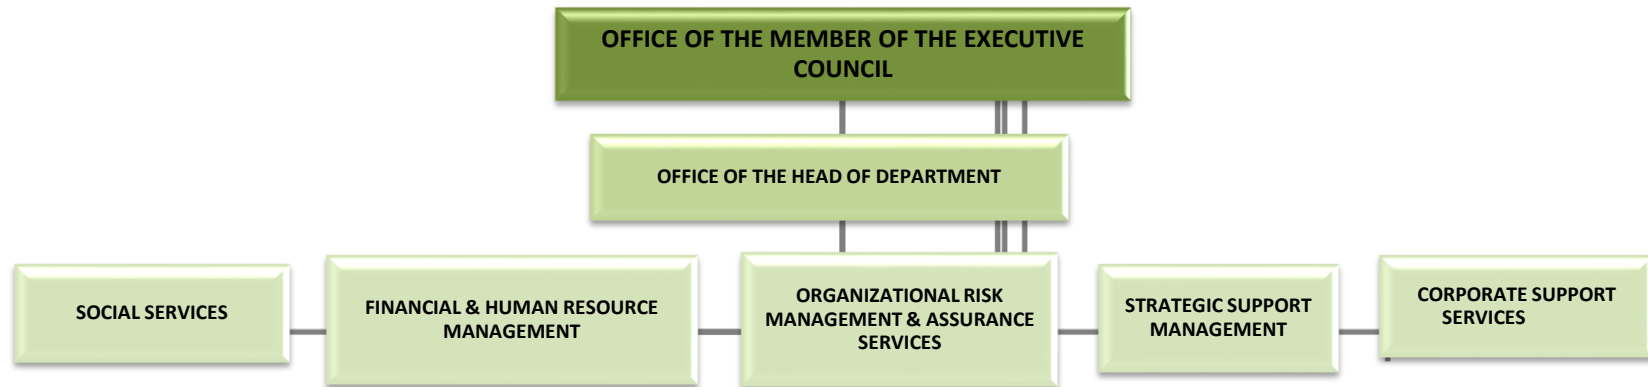 OFFICE OF THE MEMBER OF THE EXECUTIVE
COUNCIL
OFFICE OF THE HEAD OF DEPARTMENT
SOCIAL SERVICES
FINANCIAL & HUMAN RESOURCE
MANAGEMENT
ORGANIZATIONAL RISK
MANAGEMENT & ASSURANCE
SERVICES
STRATEGIC SUPPORT
MANAGEMENT
CORPORATE SUPPORT
SERVICES